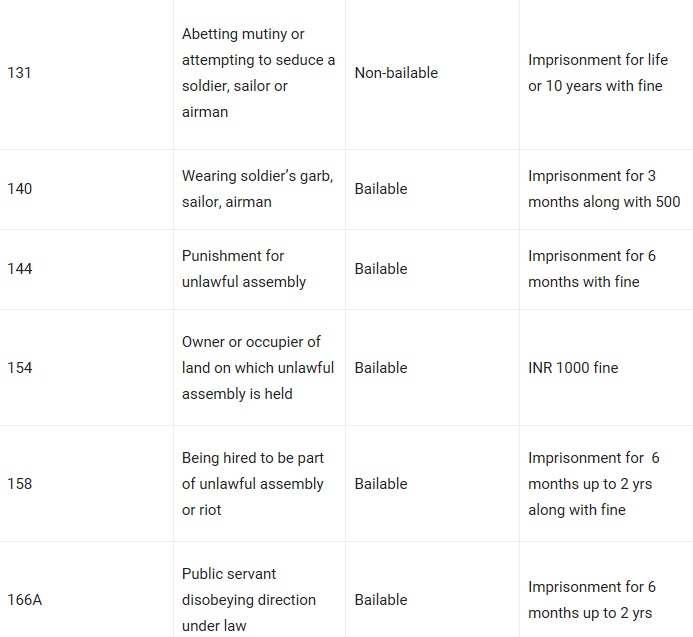 131
Abetting mutiny or
attempting to seduce a
soldier, sailor or
airman
Non-bailable
Imprisonment for life
or 10 years with fine
140
Wearing soldier’s garb,
sailor, airman
Bailable
Imprisonment for 3
months along with 500
144
Punishment for
unlawful assembly
Bailable
Imprisonment for 6
months with fine
154
Owner or occupier of
land on which unlawful
assembly is held
Bailable
INR 1000 fine
158
Being hired to be part
of unlawful assembly
or riot
Bailable
Imprisonment for  6
months up to 2 yrs
along with fine
166A
Public servant
disobeying direction
under law
Bailable
Imprisonment for 6
months up to 2 yrs